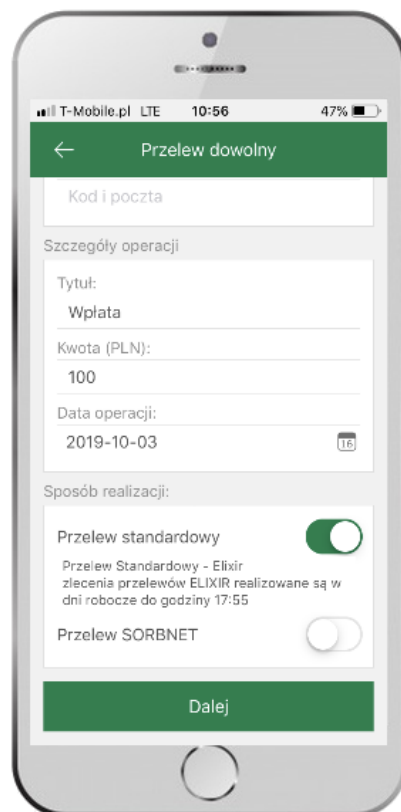 T-Mobile.pl LTE 10:56 47%
Przelew dowolny
Kod i poczta
Szczegóły operacji
Tytuł:
Wpłata
Kwota (PLN):
100
Data operacji:
2019-10-03
16
Sposób realizacji:
Przelew standardowy
Przelew Standardowy - Elixir
zlecenia przelewów ELIXIR realizowane są w
dni robocze do godziny 17:55
Przelew SORBNET
Dalej